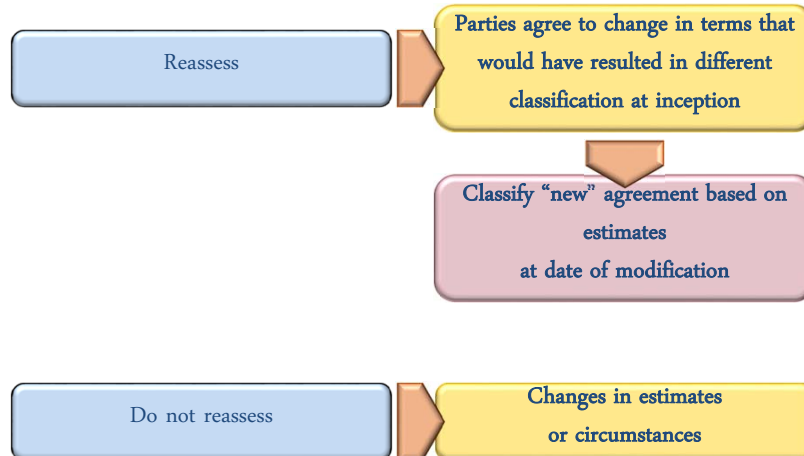 Reassess
Parties agree to change in terms that
would have resulted in different
classification at inception
Classify “new” agreement based on
estimates
at date of modification
Do not reassess
Changes in estimates
or circumstances